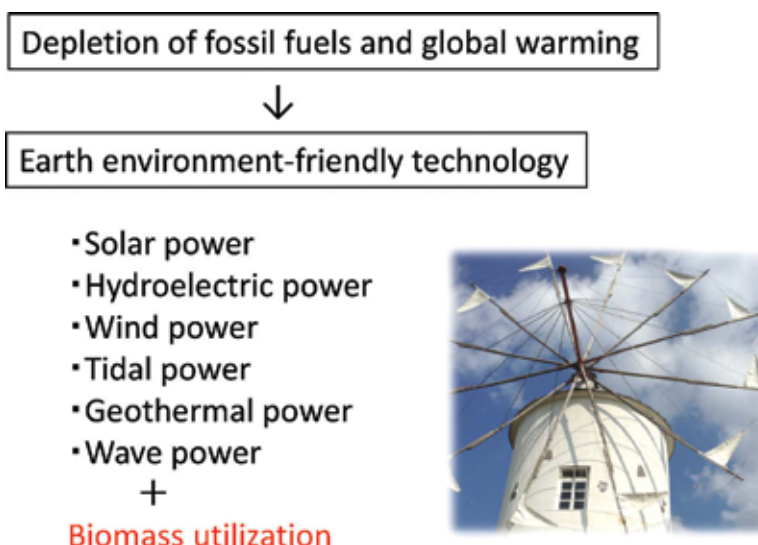 Depletion of fossil fuels and global warming
↓
Earth environment-friendly technology
・Solar power
・Hydroelectric power
・Wind power
・Tidal power
・Geothermal power
・Wave power
+
Biomass utilization